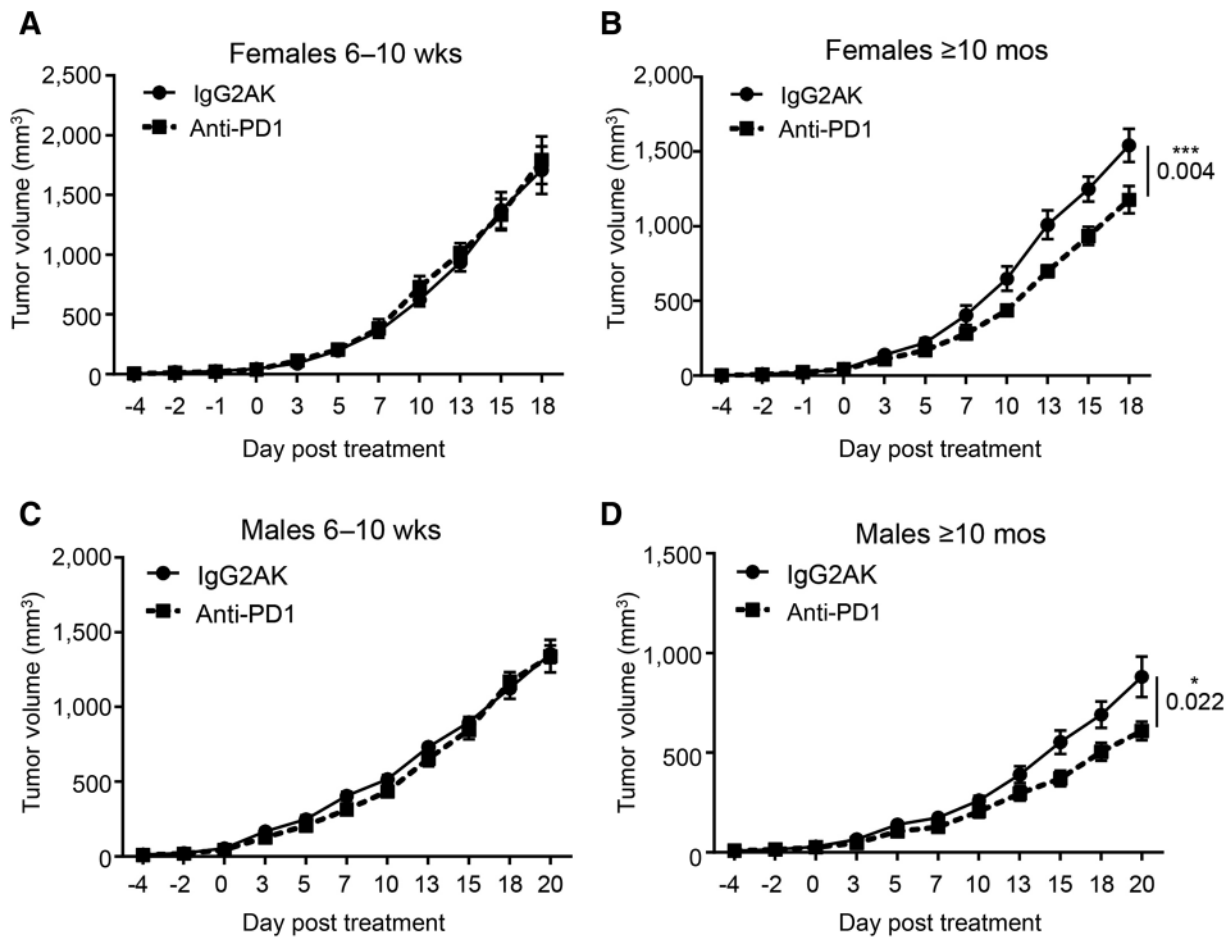 A
Females 6–10 wks
IgG2AK
Anti-PD1
Tumor volume (mm³)
2,500
2,000
1,500
1,000
500
0
-4 -2 -1 0 3 5 7 10 13 15 18
Day post treatment
B
Females ≥10 mos
IgG2AK
Anti-PD1
Tumor volume (mm³)
2,000
1,500
1,000
500
0
***
0.004
-4 -2 -1 0 3 5 7 10 13 15 18
Day post treatment
C
Males 6–10 wks
IgG2AK
Anti-PD1
Tumor volume (mm³)
2,000
1,500
1,000
500
0
-4 -2 0 3 5 7 10 13 15 18 20
Day post treatment
D
Males ≥10 mos
IgG2AK
Anti-PD1
Tumor volume (mm³)
1,500
1,000
500
0
*
0.022
-4 -2 0 3 5 7 10 13 15 18 20
Day post treatment